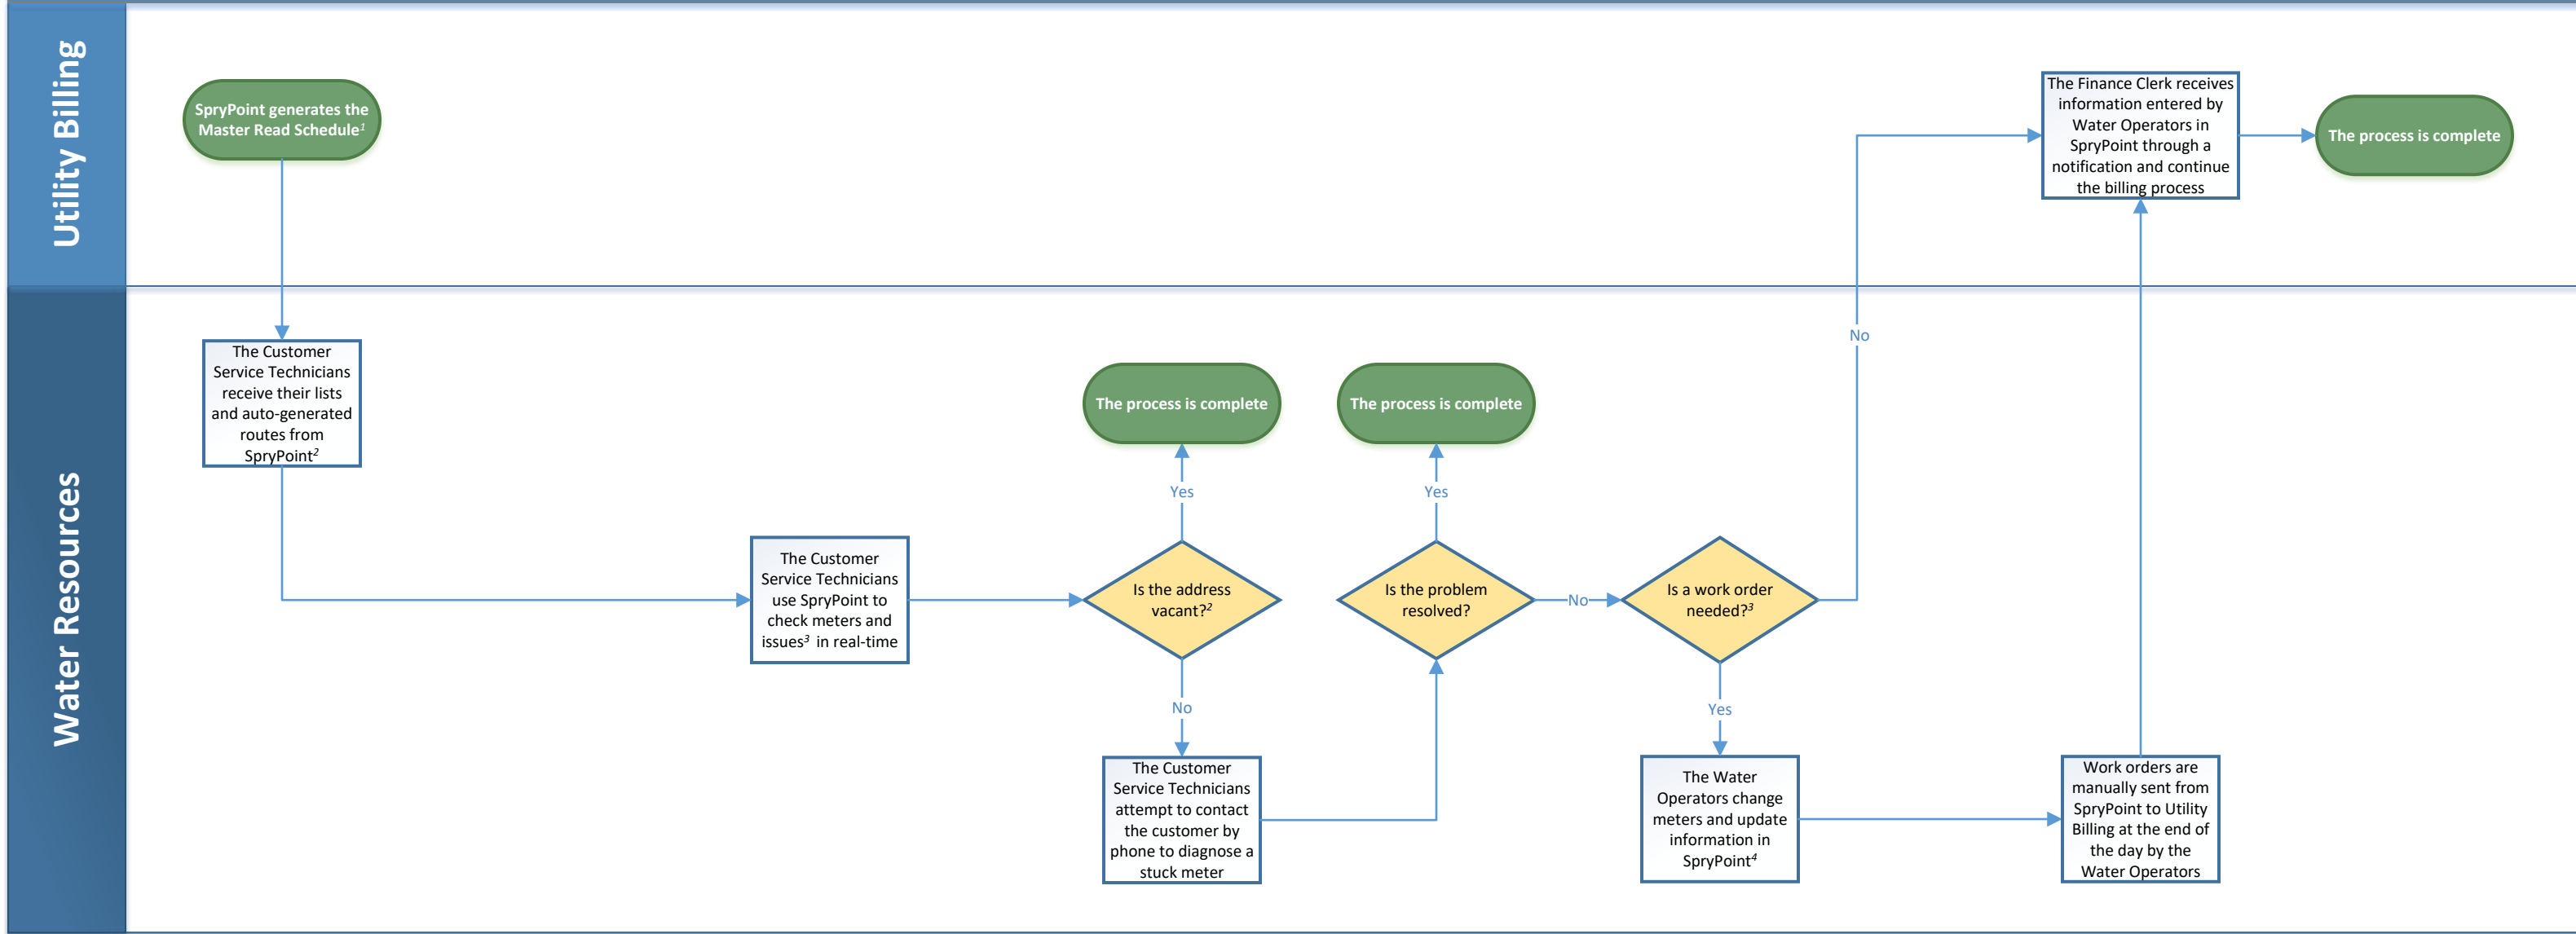 Utility Billing
SpryPoint generates the
Master Read Schedule1
The Finance Clerk receives
information entered by
Water Operators in
SpryPoint through a
notification and continue
the billing process
The process is complete
Water Resources
The Customer
Service Technicians
receive their lists
and auto-generated
routes from
SpryPoint2
The Customer
Service Technicians
use SpryPoint to
check meters and
issues3 in real-time
The process is complete
Yes
Is the address
vacant?2
No
The Customer
Service Technicians
attempt to contact
the customer by
phone to diagnose a
stuck meter
The process is complete
Yes
Is the problem
resolved?
No
Is a work order
needed?3
No
Yes
The Water
Operators change
meters and update
information in
SpryPoint4
Work orders are
manually sent from
SpryPoint to Utility
Billing at the end of
the day by the
Water Operators